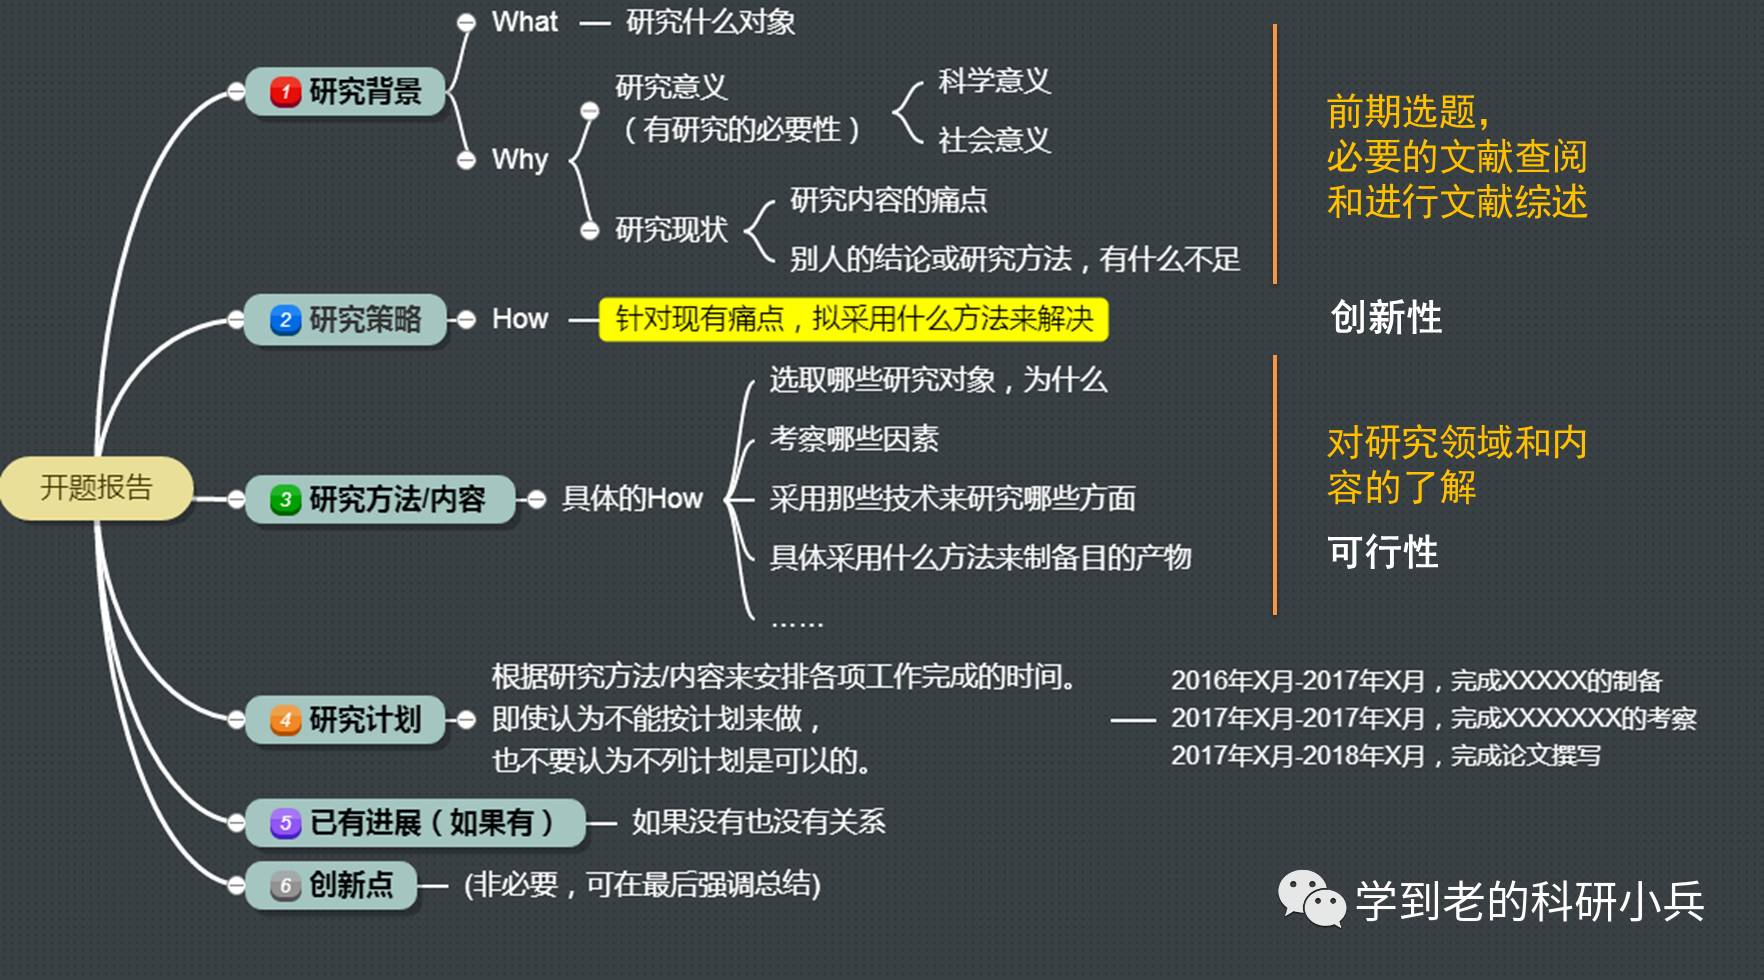 开题报告
1 研究背景
What
研究什么对象
Why
研究意义
（有研究的必要性）
科学意义
社会意义
研究现状
研究内容的痛点
别人的结论或研究方法，有什么不足
前期选题，
必要的文献查阅
和进行文献综述
2 研究策略
How
针对现有痛点，拟采用什么方法来解决
创新性
3 研究方法/内容
具体的How
选取哪些研究对象，为什么
考察哪些因素
采用那些技术来研究哪些方面
具体采用什么方法来制备目的产物
……
对研究领域和内
容的了解
可行性
4 研究计划
根据研究方法/内容来安排各项工作完成的时间。
即使认为不能按计划来做，
也不要认为不列计划是可以的。
2016年X月-2017年X月，完成XXXXX的制备
2017年X月-2017年X月，完成XXXXXXX的考察
2017年X月-2018年X月，完成论文撰写
5 已有进展（如果有）
如果没有也没有关系
6 创新点
(非必要，可在最后强调总结)
学到老的科研小兵